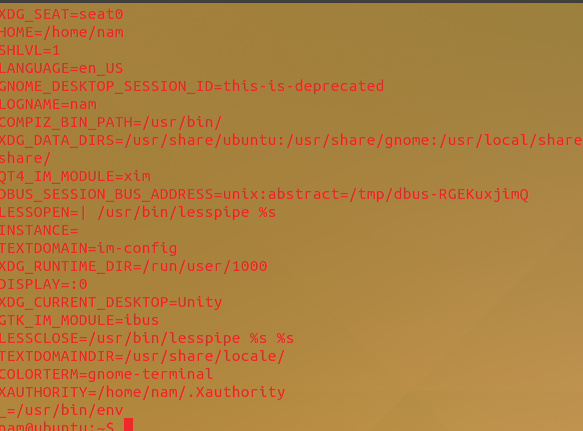 XDG_SEAT=seat0
HOME=/home/nam
SHLVL=1
LANGUAGE=en_US
GNOME_DESKTOP_SESSION_ID=this-is-deprecated
LOGNAME=nam
COMPIZ_BIN_PATH=/usr/bin/
XDG_DATA_DIRS=/usr/share/ubuntu:/usr/share/gnome:/usr/local/share
share/
QT4_IM_MODULE=xim
DBUS_SESSION_BUS_ADDRESS=unix:abstract=/tmp/dbus-RGEKuxjimQ
LESSOPEN=| /usr/bin/lesspipe %s
INSTANCE=
TEXTDOMAIN=im-config
XDG_RUNTIME_DIR=/run/user/1000
DISPLAY=:0
XDG_CURRENT_DESKTOP=Unity
GTK_IM_MODULE=ibus
LESSCLOSE=/usr/bin/lesspipe %s %s
TEXTDOMAINDIR=/usr/share/locale/
COLORTERM=gnome-terminal
XAUTHORITY=/home/nam/.Xauthority
_=/usr/bin/env
nam@ubuntu:~$